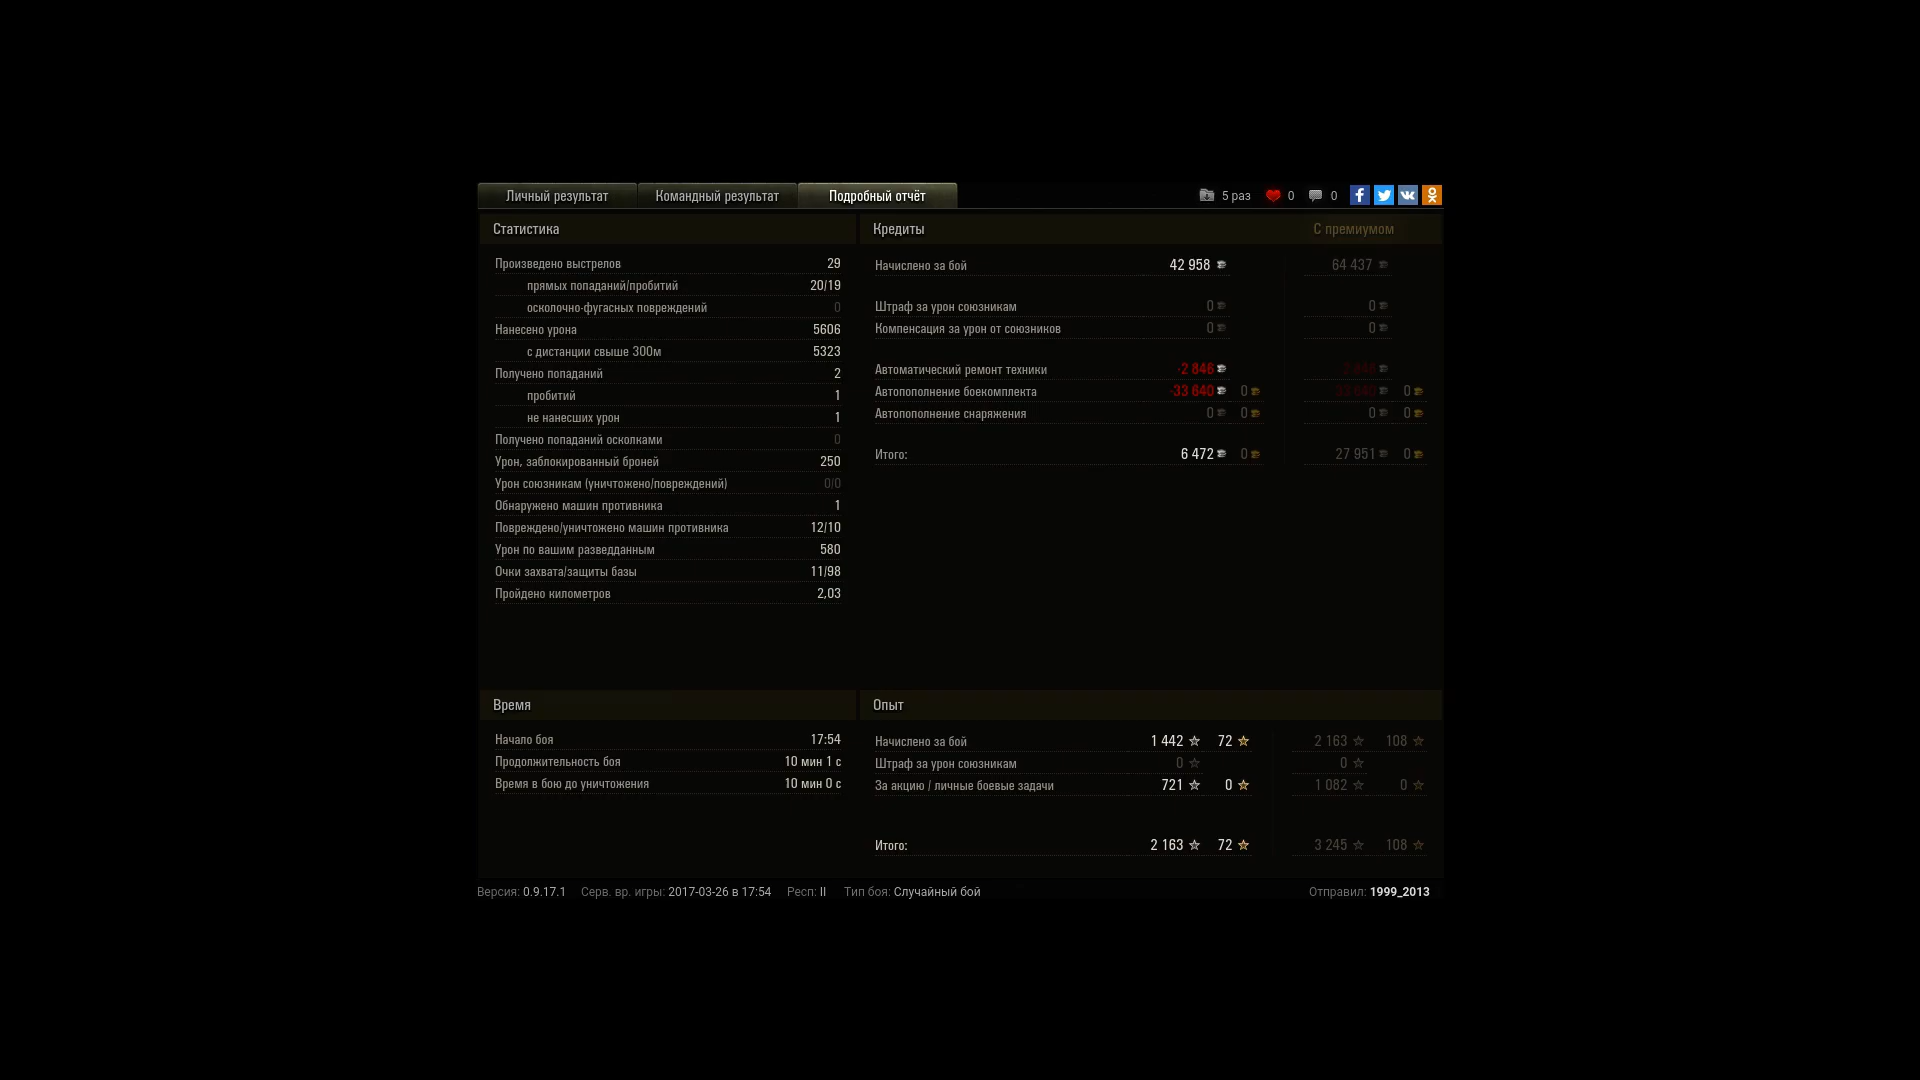 Личный результат Командный результат Подробный отчёт 5 раз 0 0
Статистика
Произведено выстрелов 29
прямых попаданий/пробитий 20/19
осколочно-фугасных повреждений 0
Нанесено урона 5606
с дистанции свыше 300м 5323
Получено попаданий 2
пробитий 1
не нанесших урон 1
Получено попаданий осколками 0
Урон, заблокированный броней 250
Урон союзникам (уничтожено/повреждений) 0/0
Обнаружено машин противника 1
Повреждено/уничтожено машин противника 12/10
Урон по вашим разведданным 580
Очки захвата/защиты базы 11/98
Пройдено километров 2,03
Кредиты С премиумом
Начислено за бой 42 958 64 437
Штраф за урон союзникам 0 0
Компенсация за урон от союзников 0 0
Автоматический ремонт техники -2 846 -2 846
Автопополнение боекомплекта -33 640 0 -33 640 0
Автопополнение снаряжения 0 0 0 0
Итого: 6 472 0 27 951 0
Время
Начало боя 17:54
Продолжительность боя 10 мин 1 с
Время в бою до уничтожения 10 мин 0 с
Опыт
Начислено за бой 1 442 72 2 163 108
Штраф за урон союзникам 0 0
За акцию / личные боевые задачи 721 0 1 082 0
Итого: 2 163 72 3 245 108
Версия: 0.9.17.1 Серв. вр. игры: 2017-03-26 в 17:54 Респ: II Тип боя: Случайный бой Отправил: 1999_2013